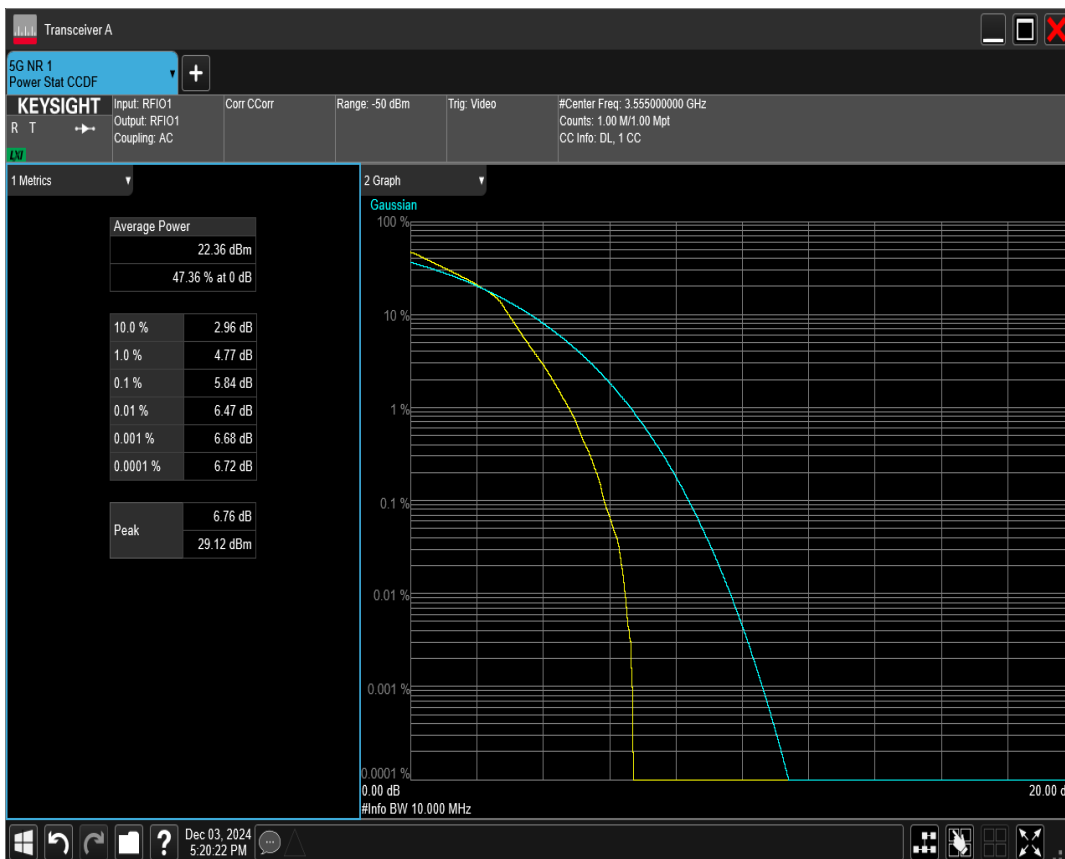 Transceiver A
5G NR 1
Power Stat CCDF
+
KEYSIGHT
R T
LXI
Input: RFIO1
Output: RFIO1
Coupling: AC
Corr CCorr
Range: -50 dBm
Trig: Video
#Center Freq: 3.555000000 GHz
Counts: 1.00 M/1.00 Mpt
CC Info: DL, 1 CC
1 Metrics
Average Power
22.36 dBm
47.36 % at 0 dB
10.0 % 2.96 dB
1.0 % 4.77 dB
0.1 % 5.84 dB
0.01 % 6.47 dB
0.001 % 6.68 dB
0.0001 % 6.72 dB
Peak 6.76 dB
29.12 dBm
2 Graph
Gaussian
100 %
10 %
1 %
0.1 %
0.01 %
0.001 %
0.0001 %
0.00 dB 20.00 d
#Info BW 10.000 MHz
?
Dec 03, 2024
5:20:22 PM